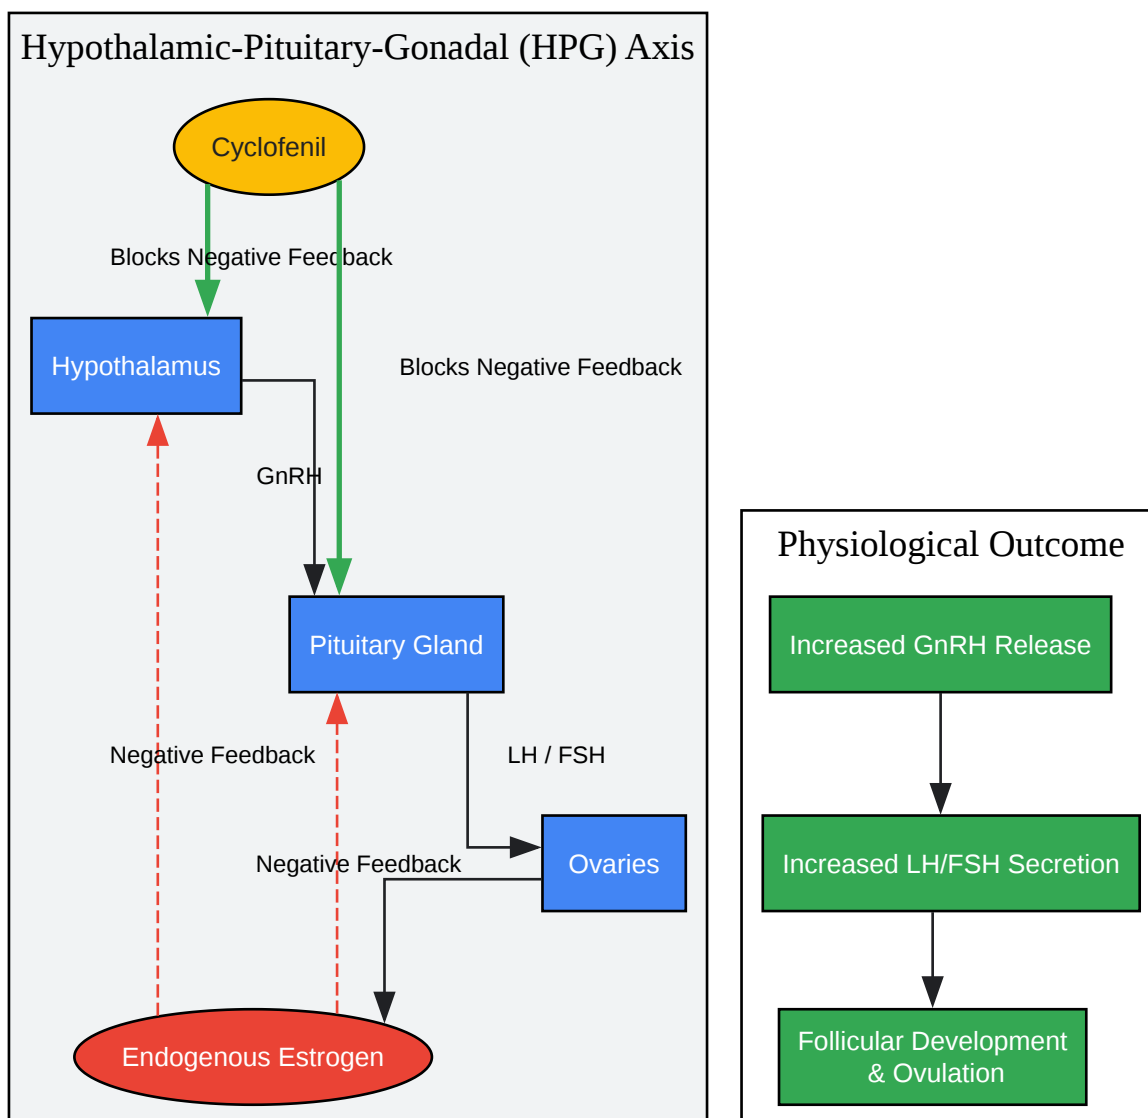 Hypothalamic-Pituitary-Gonadal (HPG) Axis
Cyclofenil
Blocks Negative Feedback
Hypothalamus
Blocks Negative Feedback
GnRH
Pituitary Gland
Negative Feedback
LH / FSH
Negative Feedback
Ovaries
Endogenous Estrogen
Physiological Outcome
Increased GnRH Release
Increased LH/FSH Secretion
Follicular Development
& Ovulation